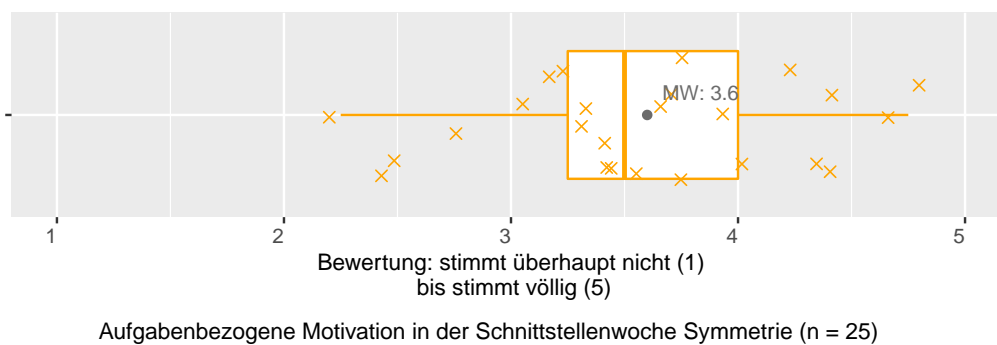 MW: 3.6
1 2 3 4 5
Bewertung: stimmt überhaupt nicht (1)
bis stimmt völlig (5)
Aufgabenbezogene Motivation in der Schnittstellenwoche Symmetrie (n = 25)